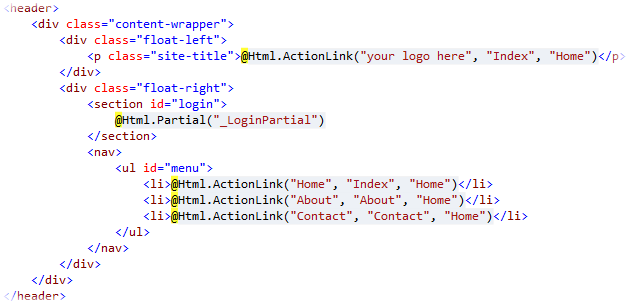 <header>
    <div class="content-wrapper">
        <div class="float-left">
            <p class="site-title">@Html.ActionLink("your logo here", "Index", "Home")</p>
        </div>
        <div class="float-right">
            <section id="login">
                @Html.Partial("_LoginPartial")
            </section>
            <nav>
                <ul id="menu">
                    <li>@Html.ActionLink("Home", "Index", "Home")</li>
                    <li>@Html.ActionLink("About", "About", "Home")</li>
                    <li>@Html.ActionLink("Contact", "Contact", "Home")</li>
                </ul>
            </nav>
        </div>
    </div>
</header>